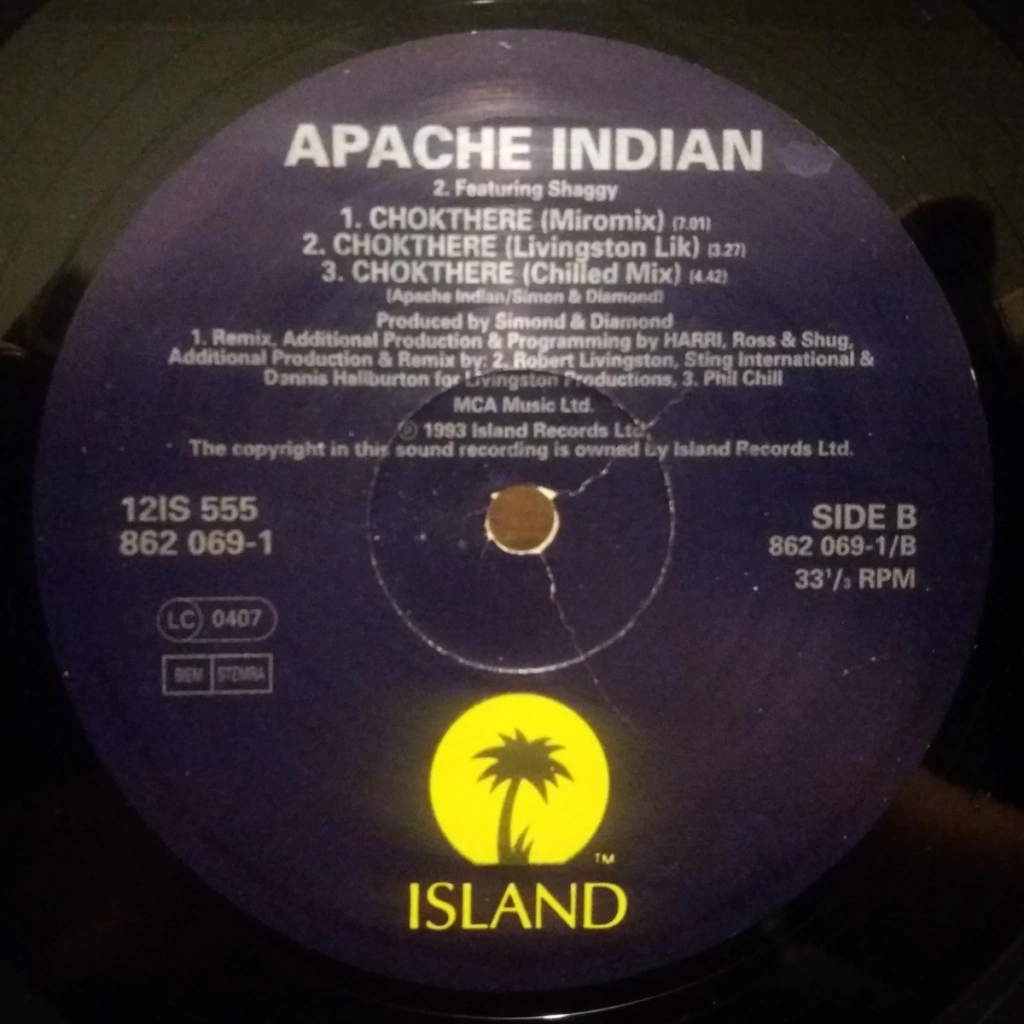 APACHE INDIAN
2. Featuring Shaggy
1. CHOKTHERE (Miromix) (7.01)
2. CHOKTHERE (Livingston Lik) (3.27)
3. CHOKTHERE (Chilled Mix) (4.42)
(Apache Indian/Simon & Diamond)
Produced by Simond & Diamond
1. Remix, Additional Production & Programming by HARRI, Ross & Shug,
Additional Production & Remix by: 2. Robert Livingston, Sting International &
Dannis Haliburton for Livingston Productions, 3. Phil Chill
MCA Music Ltd.
℗ 1993 Island Records Ltd.
The copyright in this sound recording is owned by Island Records Ltd.
12IS 555
862 069-1
SIDE B
862 069-1/B
33¹/₃ RPM
LC 0407
BIEM STEMRA
TM
ISLAND